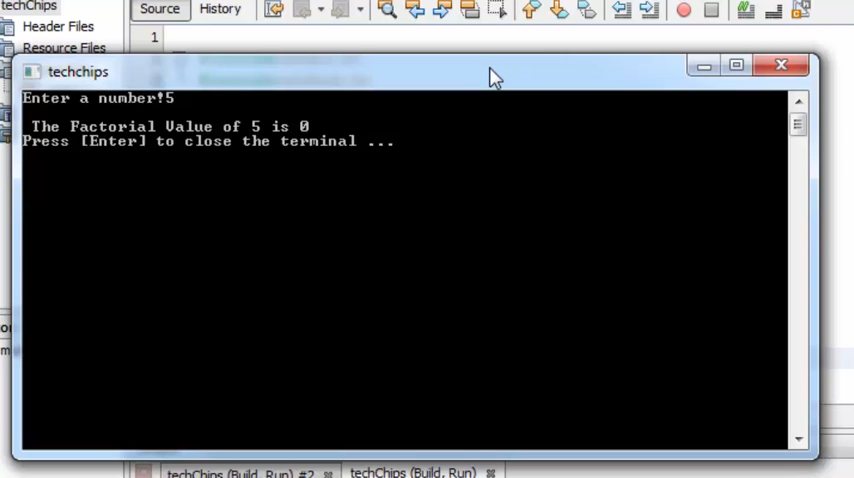 techChips
Source History
Header Files
Resource Files
1
techchips
Enter a number!5
The Factorial Value of 5 is 0
Press [Enter] to close the terminal ...
techChips (Build, Run) #2
techChips (Build, Run)